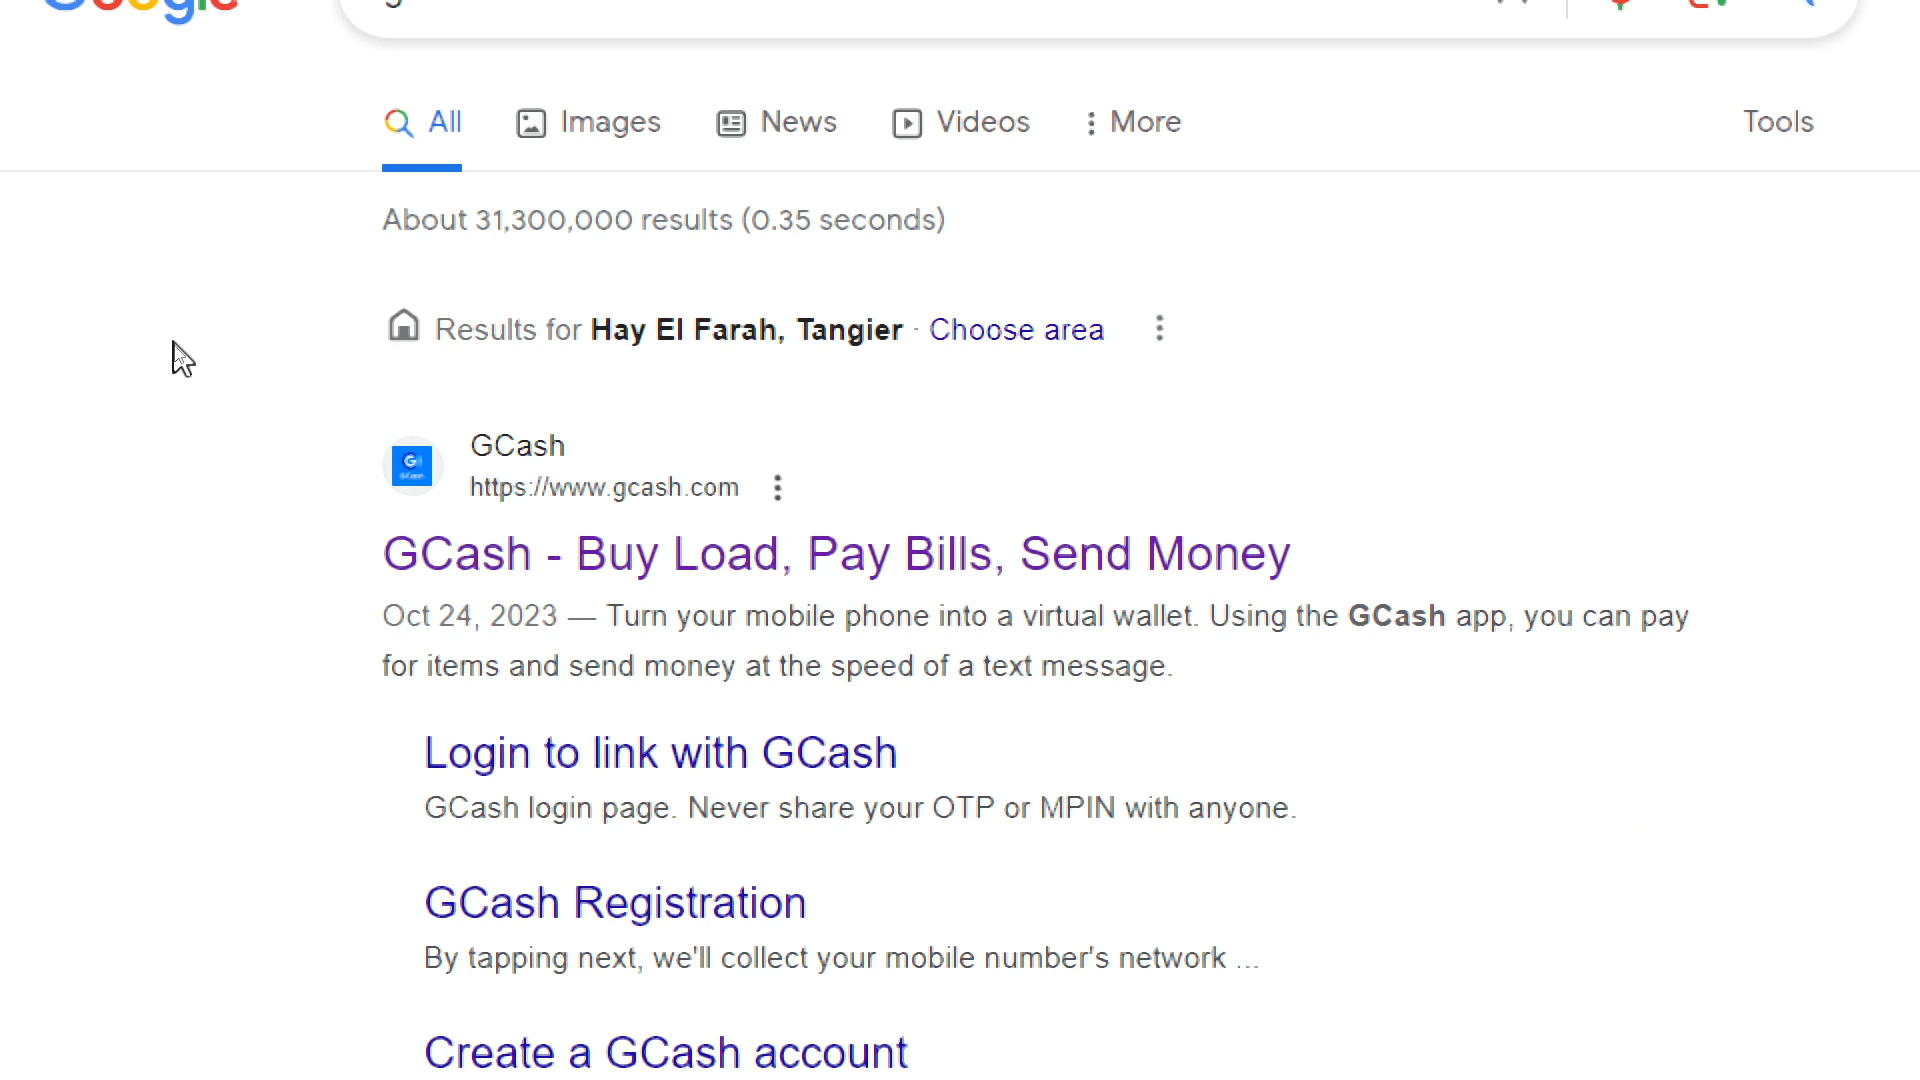 Google
All Images News Videos More Tools
About 31,300,000 results (0.35 seconds)
Results for Hay El Farah, Tangier · Choose area
GCash
https://www.gcash.com
GCash - Buy Load, Pay Bills, Send Money
Oct 24, 2023 — Turn your mobile phone into a virtual wallet. Using the GCash app, you can pay
for items and send money at the speed of a text message.
Login to link with GCash
GCash login page. Never share your OTP or MPIN with anyone.
GCash Registration
By tapping next, we'll collect your mobile number's network ...
Create a GCash account